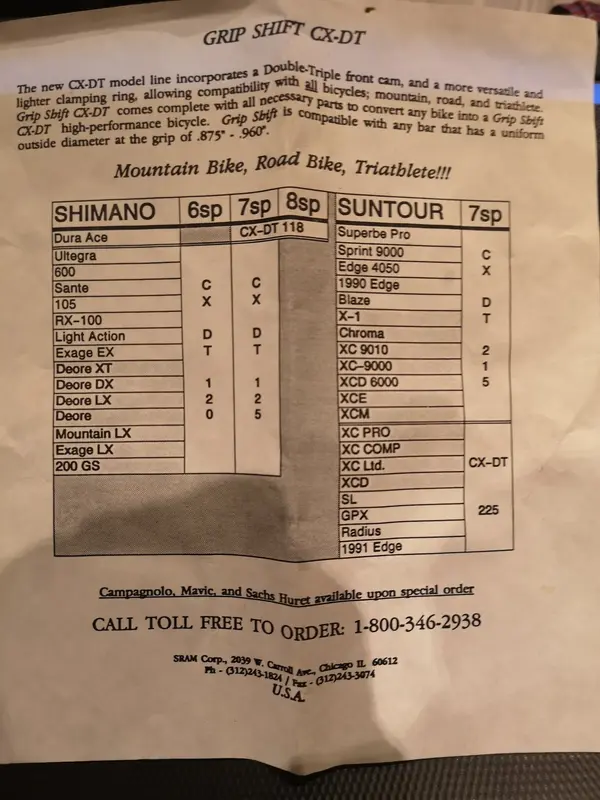 GRIP SHIFT CX-DT
The new CX-DT model line incorporates a Double-Triple front cam, and a more versatile and
lighter clamping ring, allowing compatibility with all bicycles; mountain, road, and triathlete.
Grip Shift CX-DT comes complete with all necessary parts to convert any bike into a Grip Shift
CX-DT high-performance bicycle. Grip Shift is compatible with any bar that has a uniform
outside diameter at the grip of .875" - .960".
Mountain Bike, Road Bike, Triathlete!!!
SHIMANO 6sp 7sp 8sp
Dura Ace CX-DT 118
Ultegra
600
Sante C C
105 X X
RX-100
Light Action D D
Exage EX T T
Deore XT
Deore DX 1 1
Deore LX 2 2
Deore 0 5
Mountain LX
Exage LX
200 GS
SUNTOUR 7sp
Superbe Pro
Sprint 9000 C
Edge 4050 X
1990 Edge
Blaze D
X-1 T
Chroma
XC 9010 2
XC-9000 1
XCD 6000 5
XCE
XCM
XC PRO
XC COMP
XC Ltd. CX-DT
XCD
SL
GPX 225
Radius
1991 Edge
Campagnolo, Mavic, and Sachs Huret available upon special order
CALL TOLL FREE TO ORDER: 1-800-346-2938
SRAM Corp., 2039 W. Carroll Ave., Chicago IL 60612
Ph - (312)243-1824 / Fax - (312)243-3074
U.S.A.